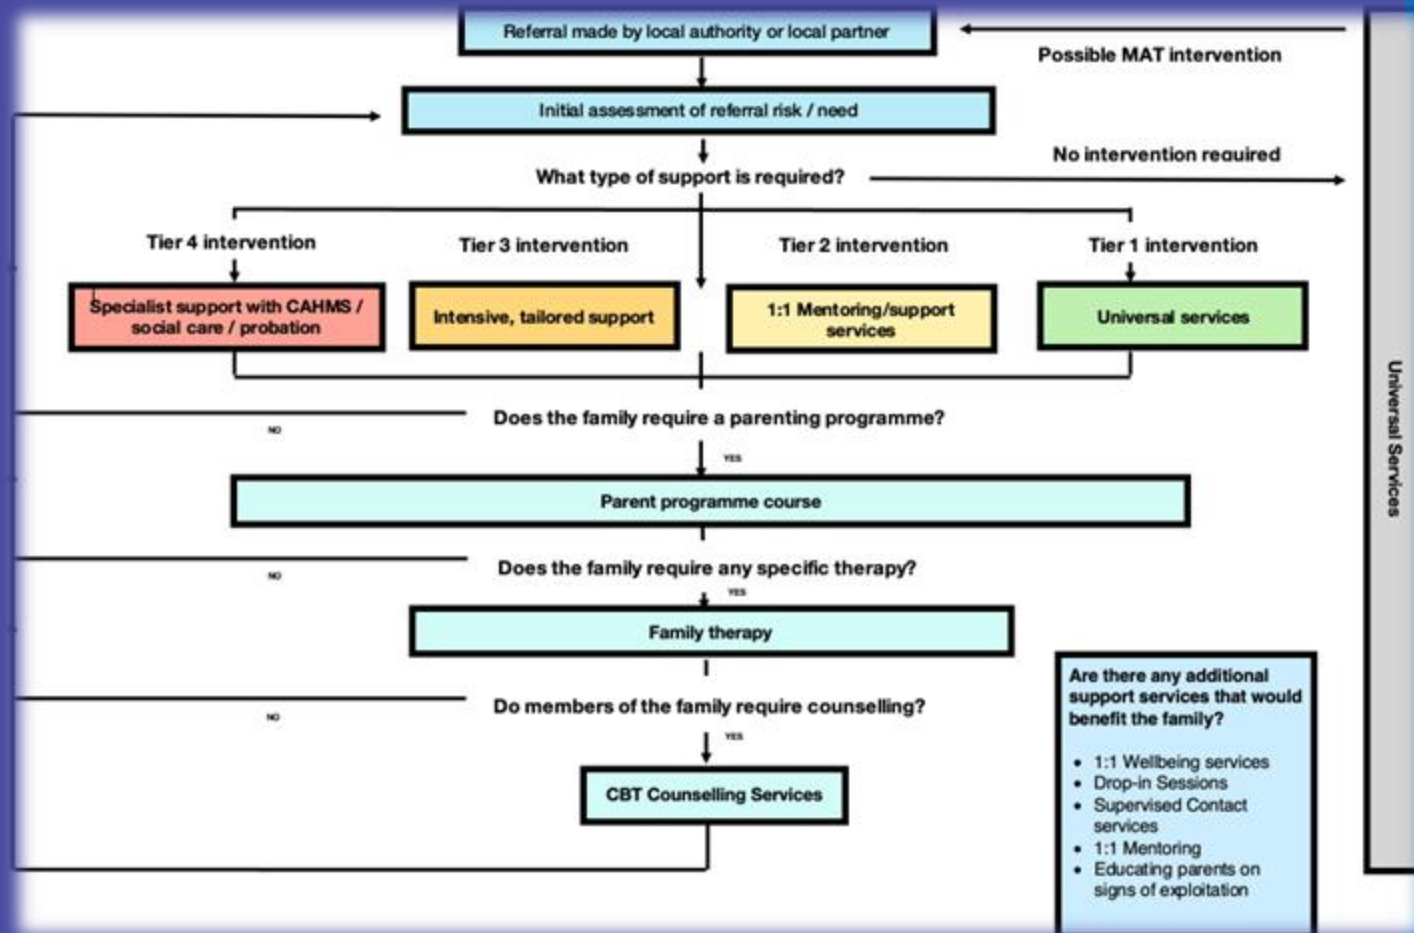 Referral made by local authority or local partner
Possible MAT intervention
Initial assessment of referral risk / need
No intervention required
What type of support is required?
Tier 4 intervention
Tier 3 intervention
Tier 2 intervention
Tier 1 intervention
Specialist support with CAHMS /
social care / probation
Intensive, tailored support
1:1 Mentoring/support
services
Universal services
Universal Services
Does the family require a parenting programme?
NO
YES
Parent programme course
Does the family require any specific therapy?
NO
YES
Family therapy
Do members of the family require counselling?
NO
YES
CBT Counselling Services
Are there any additional
support services that would
benefit the family?
• 1:1 Wellbeing services
• Drop-in Sessions
• Supervised Contact
services
• 1:1 Mentoring
• Educating parents on
signs of exploitation